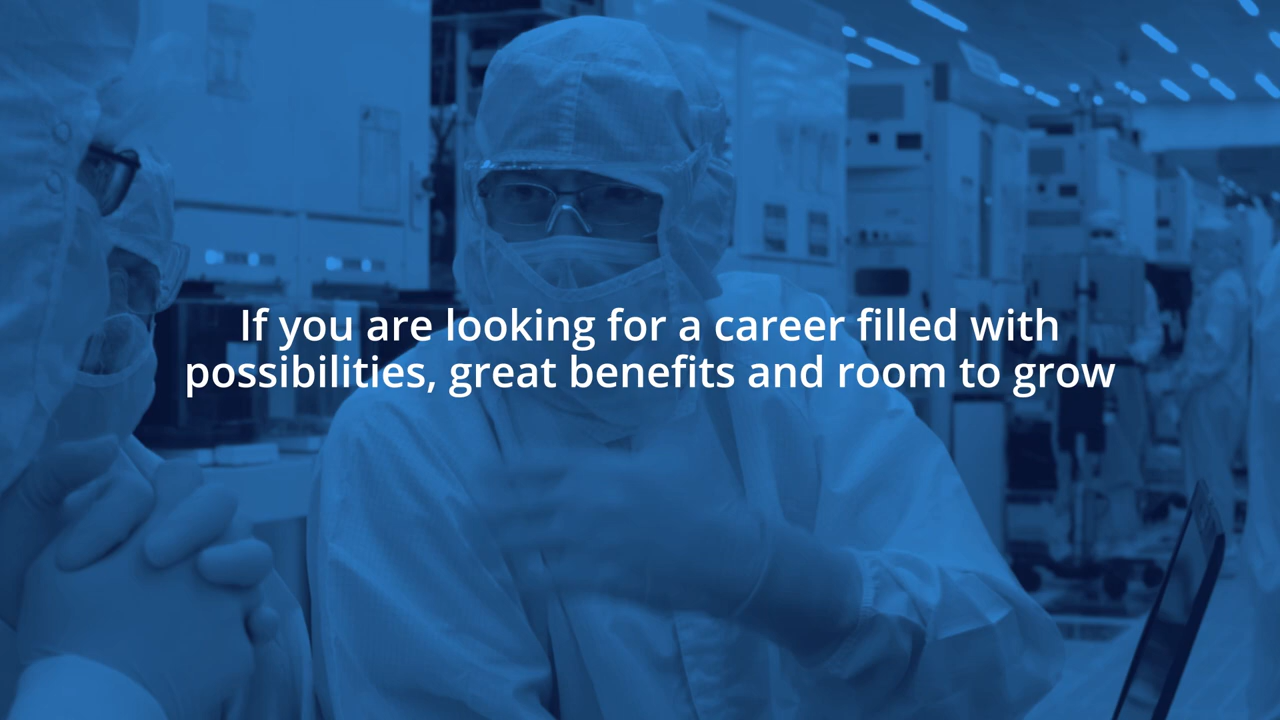 If you are looking for a career filled with
possibilities, great benefits and room to grow